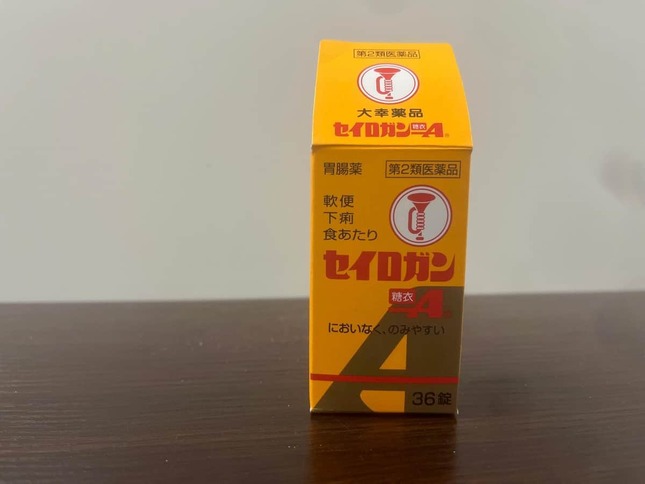 第2類医薬品
大幸薬品
セイロガン糖衣A®
胃腸薬 第2類医薬品
軟便
下痢
食あたり
セイロガン
糖衣A
においなく、のみやすい
A
36錠